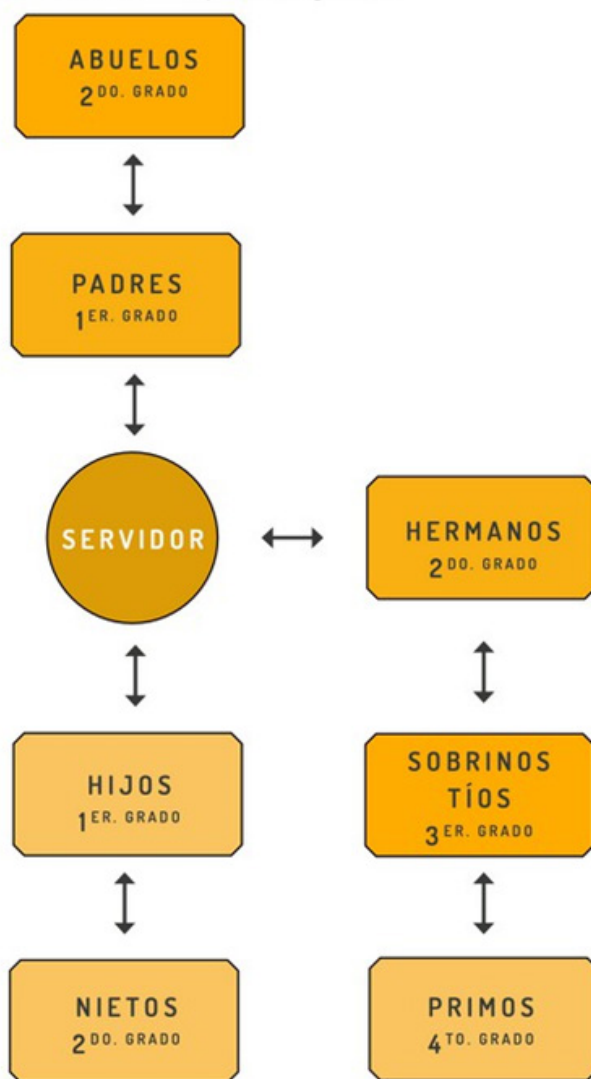 ABUELOS
2DO. GRADO
PADRES
1ER. GRADO
SERVIDOR
HERMANOS
2DO. GRADO
HIJOS
1ER. GRADO
SOBRINOS
TÍOS
3ER. GRADO
NIETOS
2DO. GRADO
PRIMOS
4TO. GRADO